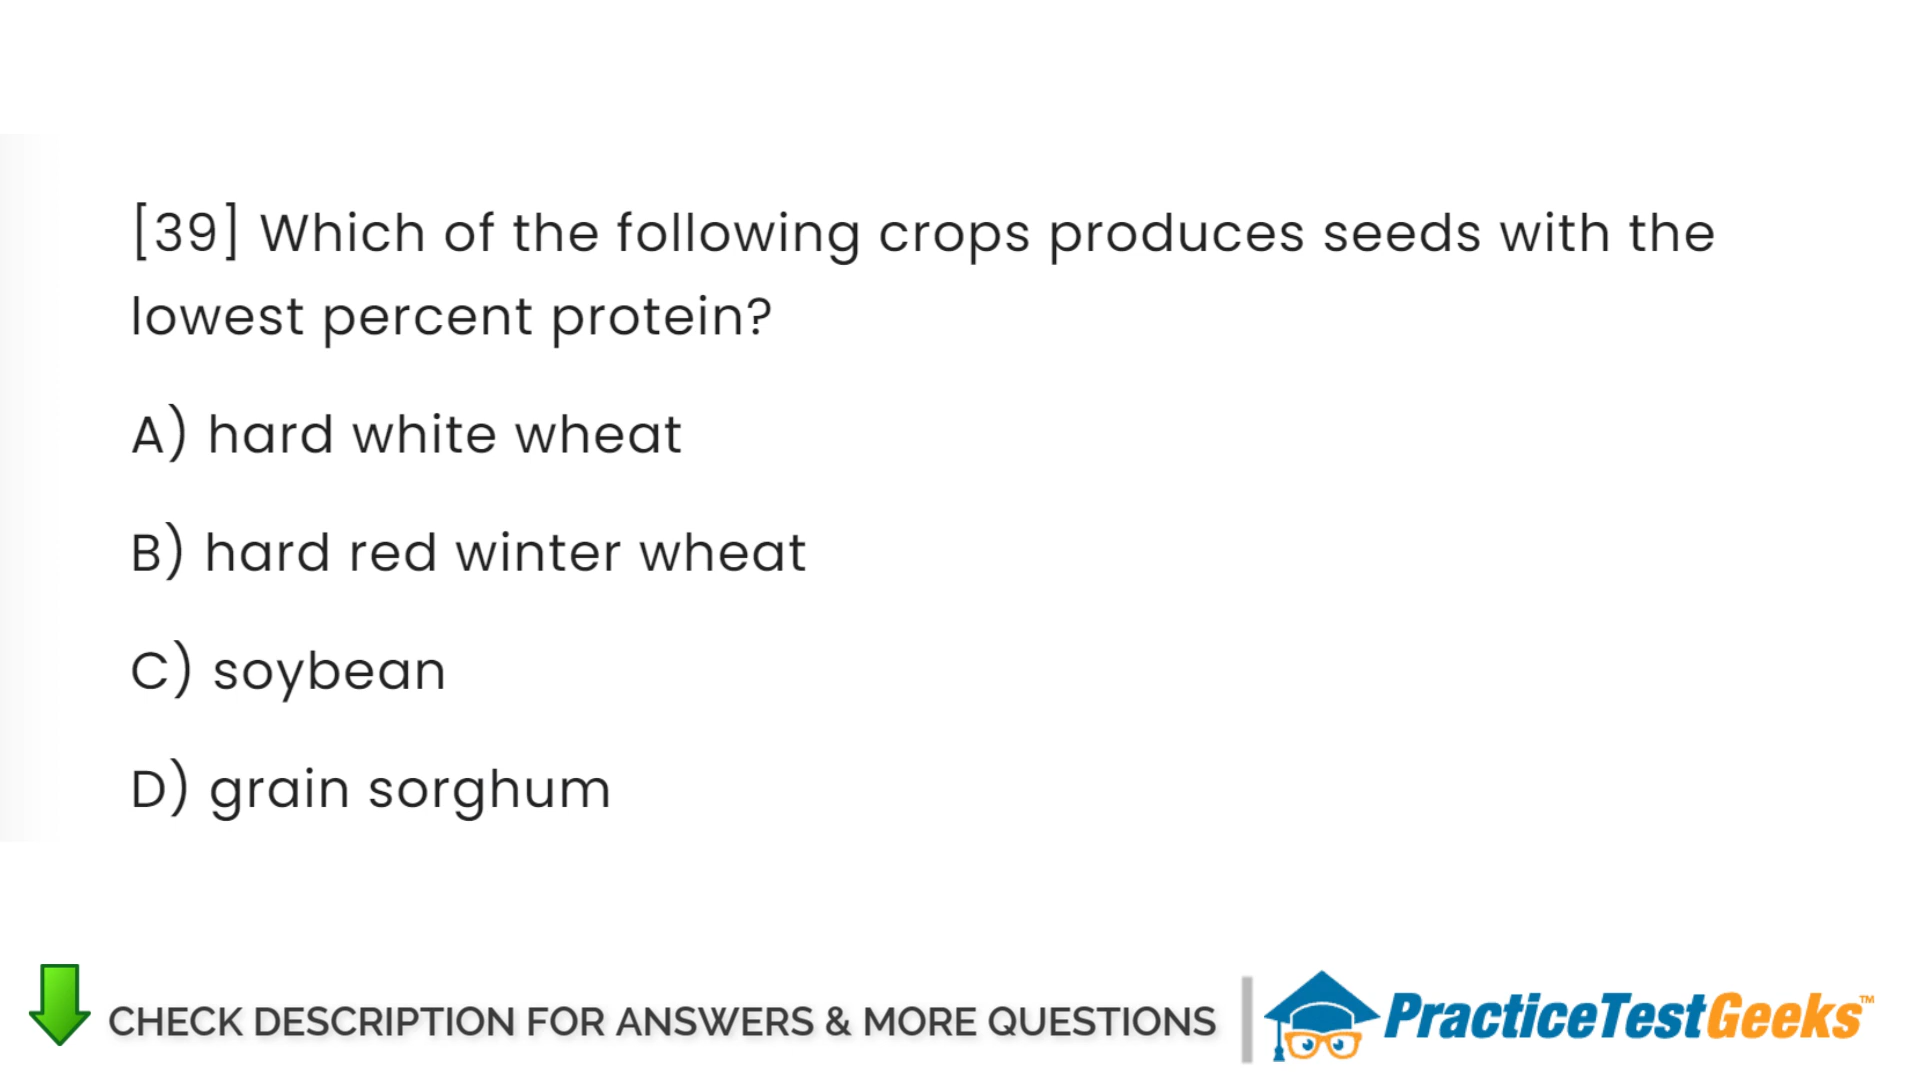 [39] Which of the following crops produces seeds with the
lowest percent protein?
A) hard white wheat
B) hard red winter wheat
C) soybean
D) grain sorghum
CHECK DESCRIPTION FOR ANSWERS & MORE QUESTIONS
PracticeTestGeeks™